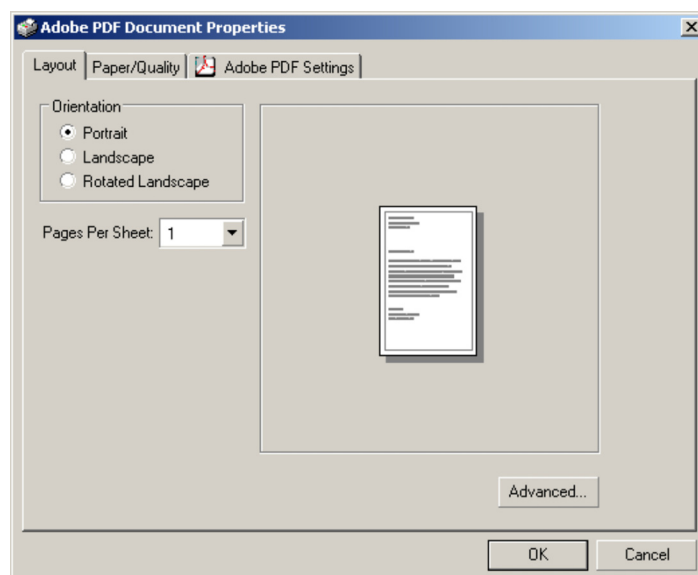 Adobe PDF Document Properties
Layout Paper/Quality Adobe PDF Settings
Orientation
Portrait
Landscape
Rotated Landscape
Pages Per Sheet: 1
Advanced...
OK Cancel